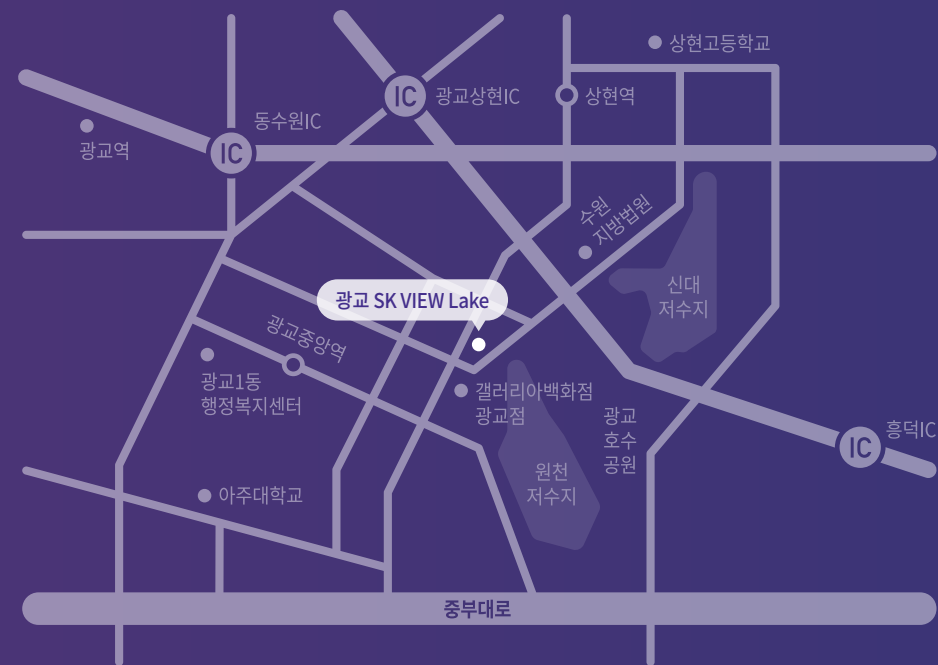 상현고등학교
IC
광교상현IC
상현역
동수원IC
IC
광교역
수원
지방법원
신대
저수지
광교 SK VIEW Lake
광교중앙역
광교1동
행정복지센터
갤러리아백화점
광교점
광교
호수
공원
흥덕IC
IC
원천
저수지
아주대학교
중부대로